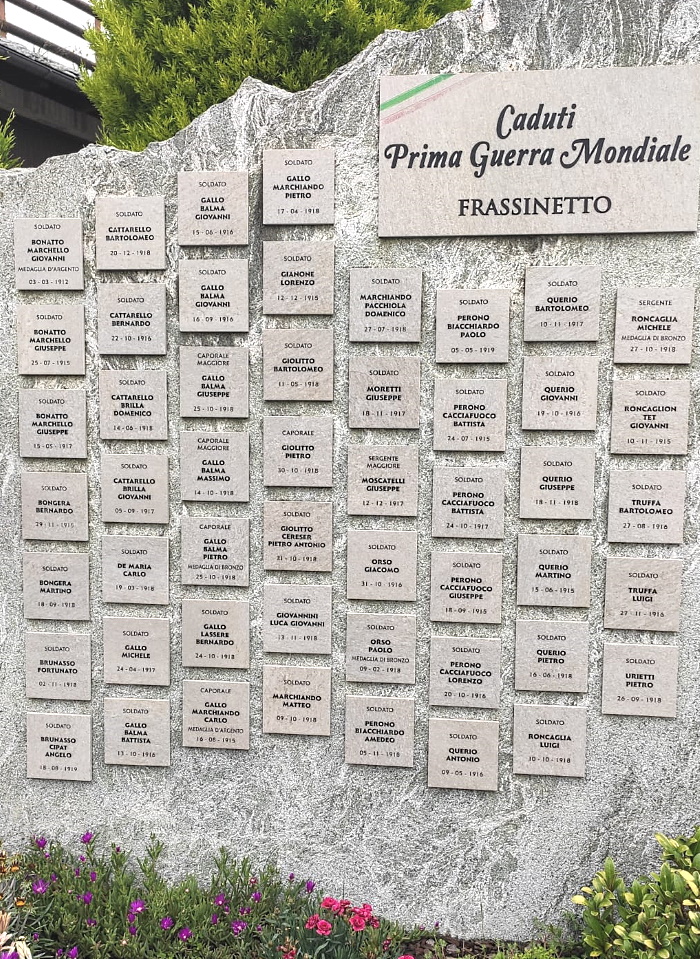 Caduti
Prima Guerra Mondiale
FRASSINETTO
SOLDATO
BONATTO
MARCHELLO
GIOVANNI
MEDAGLIA D'ARGENTO
03 - 03 - 1912
SOLDATO
BONATTO
MARCHELLO
GIUSEPPE
25 - 07 - 1915
SOLDATO
BONATTO
MARCHELLO
GIUSEPPE
15 - 05 - 1917
SOLDATO
BONGERA
BERNARDO
29 - 11 - 1915
SOLDATO
BONGERA
MARTINO
18 - 09 - 1918
SOLDATO
BRUNASSO
FORTUNATO
02 - 11 - 1918
SOLDATO
BRUNASSO
CIPAT
ANGELO
18 - 08 - 1919
SOLDATO
CATTARELLO
BARTOLOMEO
20 - 12 - 1918
SOLDATO
CATTARELLO
BERNARDO
22 - 10 - 1916
SOLDATO
CATTARELLO
BRILLA
DOMENICO
14 - 06 - 1918
SOLDATO
CATTARELLO
BRILLA
GIOVANNI
05 - 09 - 1917
SOLDATO
DE MARIA
CARLO
19 - 03 - 1918
SOLDATO
GALLO
MICHELE
24 - 04 - 1917
SOLDATO
GALLO
BALMA
BATTISTA
13 - 10 - 1916
SOLDATO
GALLO
BALMA
GIOVANNI
15 - 06 - 1916
SOLDATO
GALLO
BALMA
GIOVANNI
16 - 09 - 1916
CAPORALE
MAGGIORE
GALLO
BALMA
GIUSEPPE
25 - 10 - 1918
CAPORALE
MAGGIORE
GALLO
BALMA
MASSIMO
14 - 10 - 1918
CAPORALE
GALLO
BALMA
PIETRO
MEDAGLIA DI BRONZO
25 - 10 - 1918
SOLDATO
GALLO
LASSERE
BERNARDO
24 - 10 - 1918
CAPORALE
GALLO
MARCHIANDO
CARLO
MEDAGLIA D'ARGENTO
16 - 08 - 1915
SOLDATO
GALLO
MARCHIANDO
PIETRO
17 - 04 - 1918
SOLDATO
GIANONE
LORENZO
12 - 12 - 1915
SOLDATO
GIOLITTO
BARTOLOMEO
11 - 05 - 1918
CAPORALE
GIOLITTO
PIETRO
30 - 10 - 1918
SOLDATO
GIOLITTO
CERESER
PIETRO ANTONIO
31 - 10 - 1918
SOLDATO
GIOVANNINI
LUCA GIOVANNI
13 - 11 - 1918
SOLDATO
MARCHIANDO
MATTEO
09 - 10 - 1918
SOLDATO
MARCHIANDO
PACCHIOLA
DOMENICO
27 - 07 - 1918
SOLDATO
MORETTI
GIUSEPPE
18 - 11 - 1917
SERGENTE
MAGGIORE
MOSCATELLI
GIUSEPPE
12 - 12 - 1917
SOLDATO
ORSO
GIACOMO
31 - 10 - 1916
SOLDATO
ORSO
PAOLO
MEDAGLIA DI BRONZO
09 - 02 - 1918
SOLDATO
PERONO
BIACCHIARDO
AMEDEO
05 - 11 - 1918
SOLDATO
PERONO
BIACCHIARDO
PAOLO
05 - 05 - 1919
SOLDATO
PERONO
CACCIAFUOCO
BATTISTA
24 - 07 - 1915
SOLDATO
PERONO
CACCIAFUOCO
BATTISTA
24 - 10 - 1917
SOLDATO
PERONO
CACCIAFUOCO
GIUSEPPE
18 - 09 - 1915
SOLDATO
PERONO
CACCIAFUOCO
LORENZO
20 - 10 - 1916
SOLDATO
QUERIO
ANTONIO
09 - 05 - 1916
SOLDATO
QUERIO
BARTOLOMEO
10 - 11 - 1917
SOLDATO
QUERIO
GIOVANNI
19 - 10 - 1916
SOLDATO
QUERIO
GIUSEPPE
18 - 11 - 1918
SOLDATO
QUERIO
MARTINO
15 - 06 - 1915
SOLDATO
QUERIO
PIETRO
16 - 06 - 1918
SOLDATO
RONCAGLIA
LUIGI
30 - 10 - 1918
SERGENTE
RONCAGLIA
MICHELE
MEDAGLIA DI BRONZO
27 - 10 - 1918
SOLDATO
RONCAGLION
TET
GIOVANNI
10 - 11 - 1915
SOLDATO
TRUFFA
BARTOLOMEO
27 - 08 - 1916
SOLDATO
TRUFFA
LUIGI
27 - 11 - 1916
SOLDATO
URIETTI
PIETRO
26 - 09 - 1918